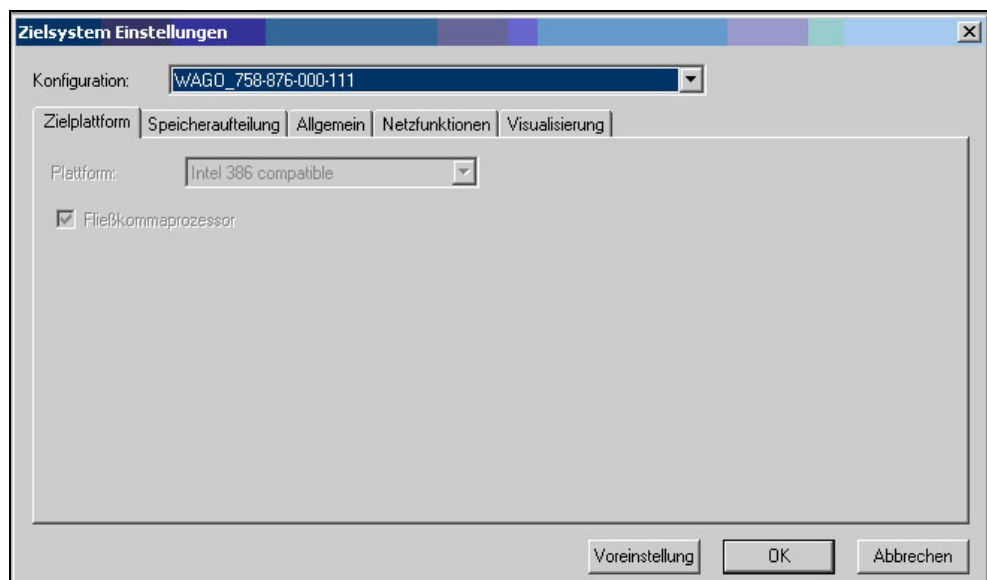 Zielsystem Einstellungen
Konfiguration: WAGO_758-876-000-111
Zielplattform Speicheraufteilung Allgemein Netzfunktionen Visualisierung
Plattform: Intel 386 compatible
Fließkommaprozessor
Voreinstellung OK Abbrechen